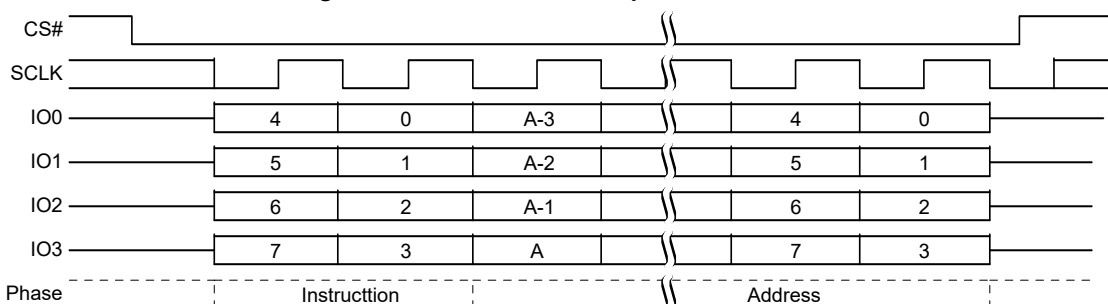 CS#
SCLK
IO0 4 0 A-3 4 0
IO1 5 1 A-2 5 1
IO2 6 2 A-1 6 2
IO3 7 3 A 7 3
Phase Instructtion Address